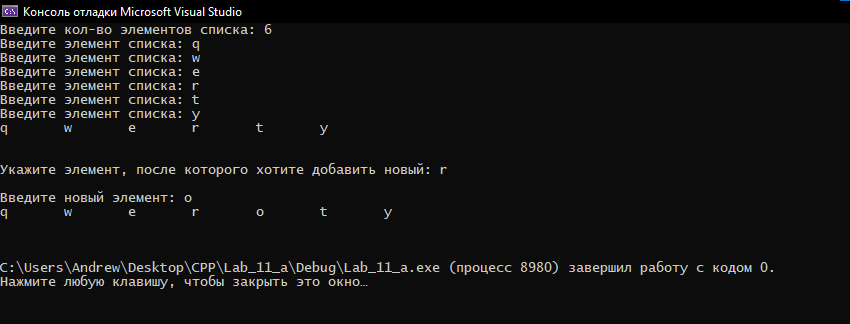 Консоль отладки Microsoft Visual Studio
Введите кол-во элементов списка: 6
Введите элемент списка: q
Введите элемент списка: w
Введите элемент списка: e
Введите элемент списка: r
Введите элемент списка: t
Введите элемент списка: y
q w e r t y
Укажите элемент, после которого хотите добавить новый: r
Введите новый элемент: o
q w e r o t y
C:\Users\Andrew\Desktop\CPP\Lab_11_a\Debug\Lab_11_a.exe (процесс 8980) завершил работу с кодом 0.
Нажмите любую клавишу, чтобы закрыть это окно…